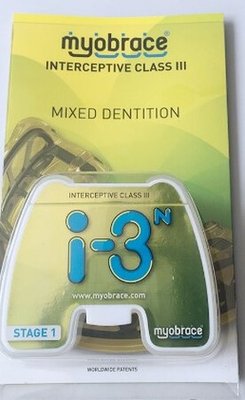 myobrace®
INTERCEPTIVE CLASS III
MIXED DENTITION
INTERCEPTIVE CLASS III
i-3N
www.myobrace.com
STAGE 1
myobrace®
WORLDWIDE PATENTS